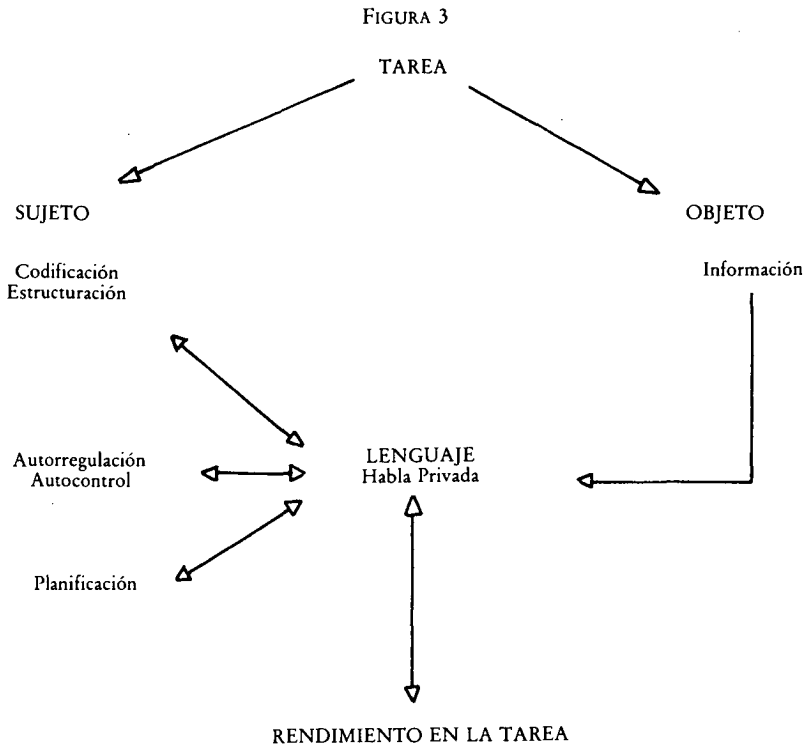 FIGURA 3
TAREA
SUJETO
OBJETO
Codificación
Estructuración
Información
Autorregulación
Autocontrol
LENGUAJE
Habla Privada
Planificación
RENDIMIENTO EN LA TAREA